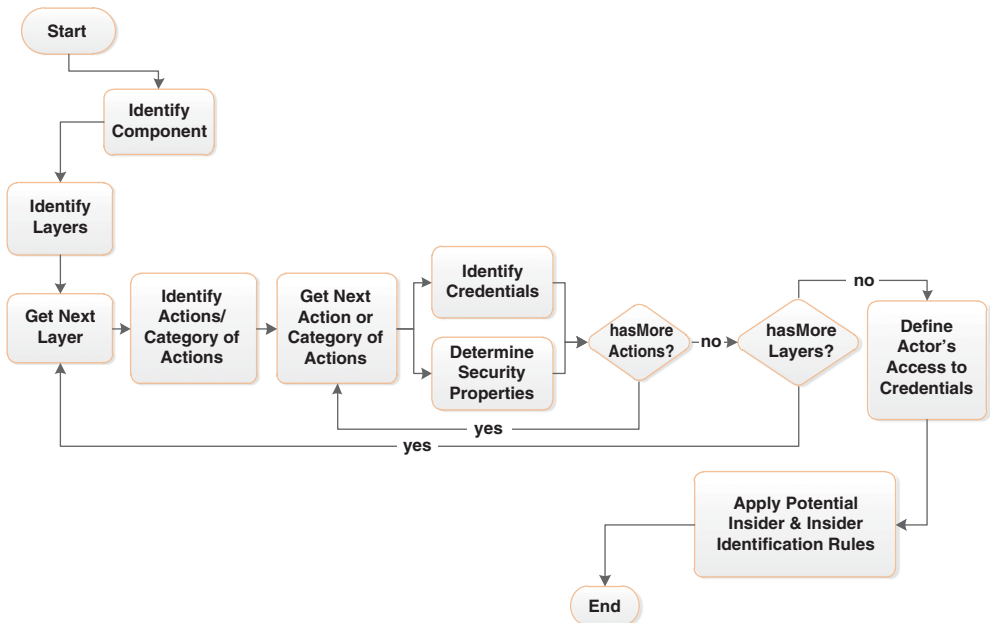 Start
Identify
Component
Identify
Layers
Get Next
Layer
Identify
Actions/
Category of
Actions
Get Next
Action or
Category of
Actions
Identify
Credentials
Determine
Security
Properties
hasMore
Actions?
no
hasMore
Layers?
no
Define
Actor's
Access to
Credentials
yes
yes
Apply Potential
Insider & Insider
Identification Rules
End